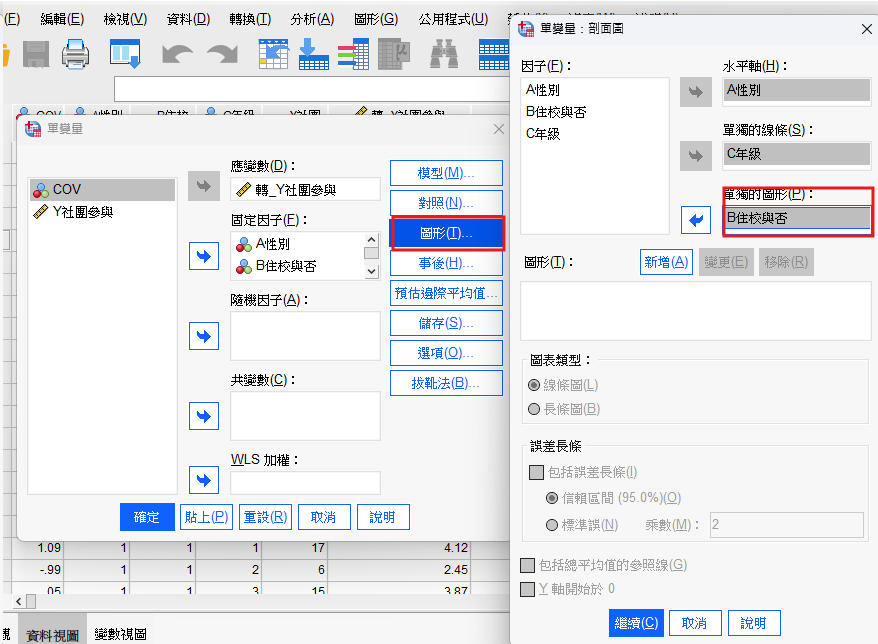 (F) 編輯(E) 檢視(V) 資料(D) 轉換(T) 分析(A) 圖形(G) 公用程式(U)
單變量
COV
Y社團參與
應變數(D)：
轉_Y社團參與
固定因子(F)：
A性別
B住校與否
隨機因子(A)：
共變數(C)：
WLS 加權：
模型(M)...
對照(N)...
圖形(T)...
事後(H)...
預估邊際平均值...
儲存(S)...
選項(O)...
拔靴法(B)...
確定 貼上(P) 重設(R) 取消 說明
1.09 1 1 1 17 4.12
-.99 1 1 2 6 2.45
.05 1 1 3 15 3.87
資料視圖 變數視圖
單變量：剖面圖
因子(F)：
A性別
B住校與否
C年級
水平軸(H)：
A性別
單獨的線條(S)：
C年級
單獨的圖形(P)：
B住校與否
圖形(T)： 新增(A) 變更(E) 移除(R)
圖表類型：
線條圖(L)
長條圖(B)
誤差長條
包括誤差長條(I)
信賴區間 (95.0%)(O)
標準誤(N) 乘數(M)： 2
包括總平均值的參照線(G)
Y 軸開始於 0
繼續(C) 取消 說明